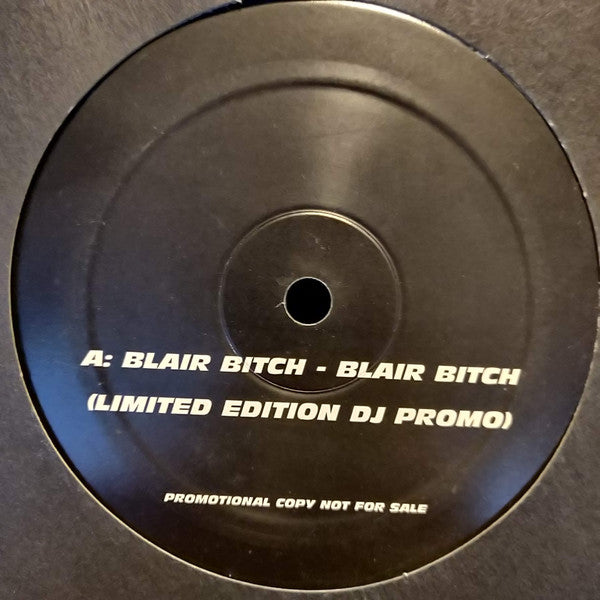 A: BLAIR BITCH - BLAIR BITCH
(LIMITED EDITION DJ PROMO)
PROMOTIONAL COPY NOT FOR SALE